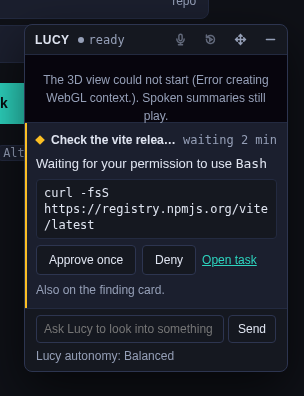 repo
LUCY ready
The 3D view could not start (Error creating
WebGL context.). Spoken summaries still
play.
k
Check the vite relea… waiting 2 min
Alt
Waiting for your permission to use Bash
curl -fsS
https://registry.npmjs.org/vite
/latest
Approve once Deny Open task
Also on the finding card.
Ask Lucy to look into something Send
Lucy autonomy: Balanced